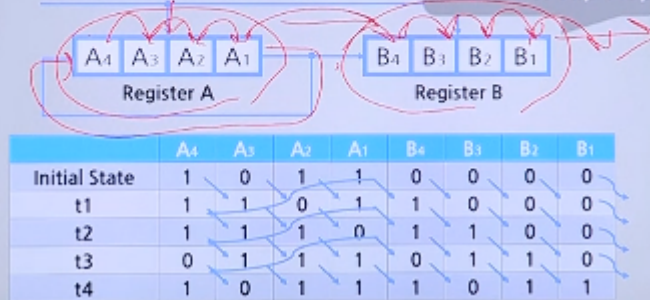 A4 A3 A2 A1 B4 B3 B2 B1
Register A Register B
A4 A3 A2 A1 B4 B3 B2 B1
Initial State 1 0 1 1 0 0 0 0
t1 1 1 0 1 1 0 0 0
t2 1 1 1 0 1 1 0 0
t3 0 1 1 1 0 1 1 0
t4 1 0 1 1 1 0 1 1